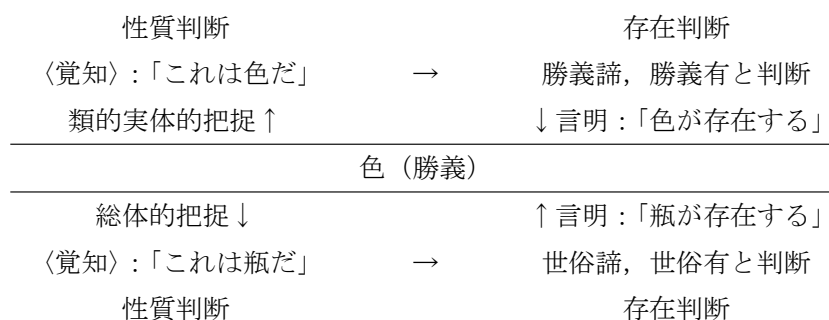 性質判断 存在判断
〈覚知〉:「これは色だ」 → 勝義諦，勝義有と判断
類的実体的把捉↑ ↓言明:「色が存在する」
色（勝義）
総体的把捉↓ ↑言明:「瓶が存在する」
〈覚知〉:「これは瓶だ」 → 世俗諦，世俗有と判断
性質判断 存在判断